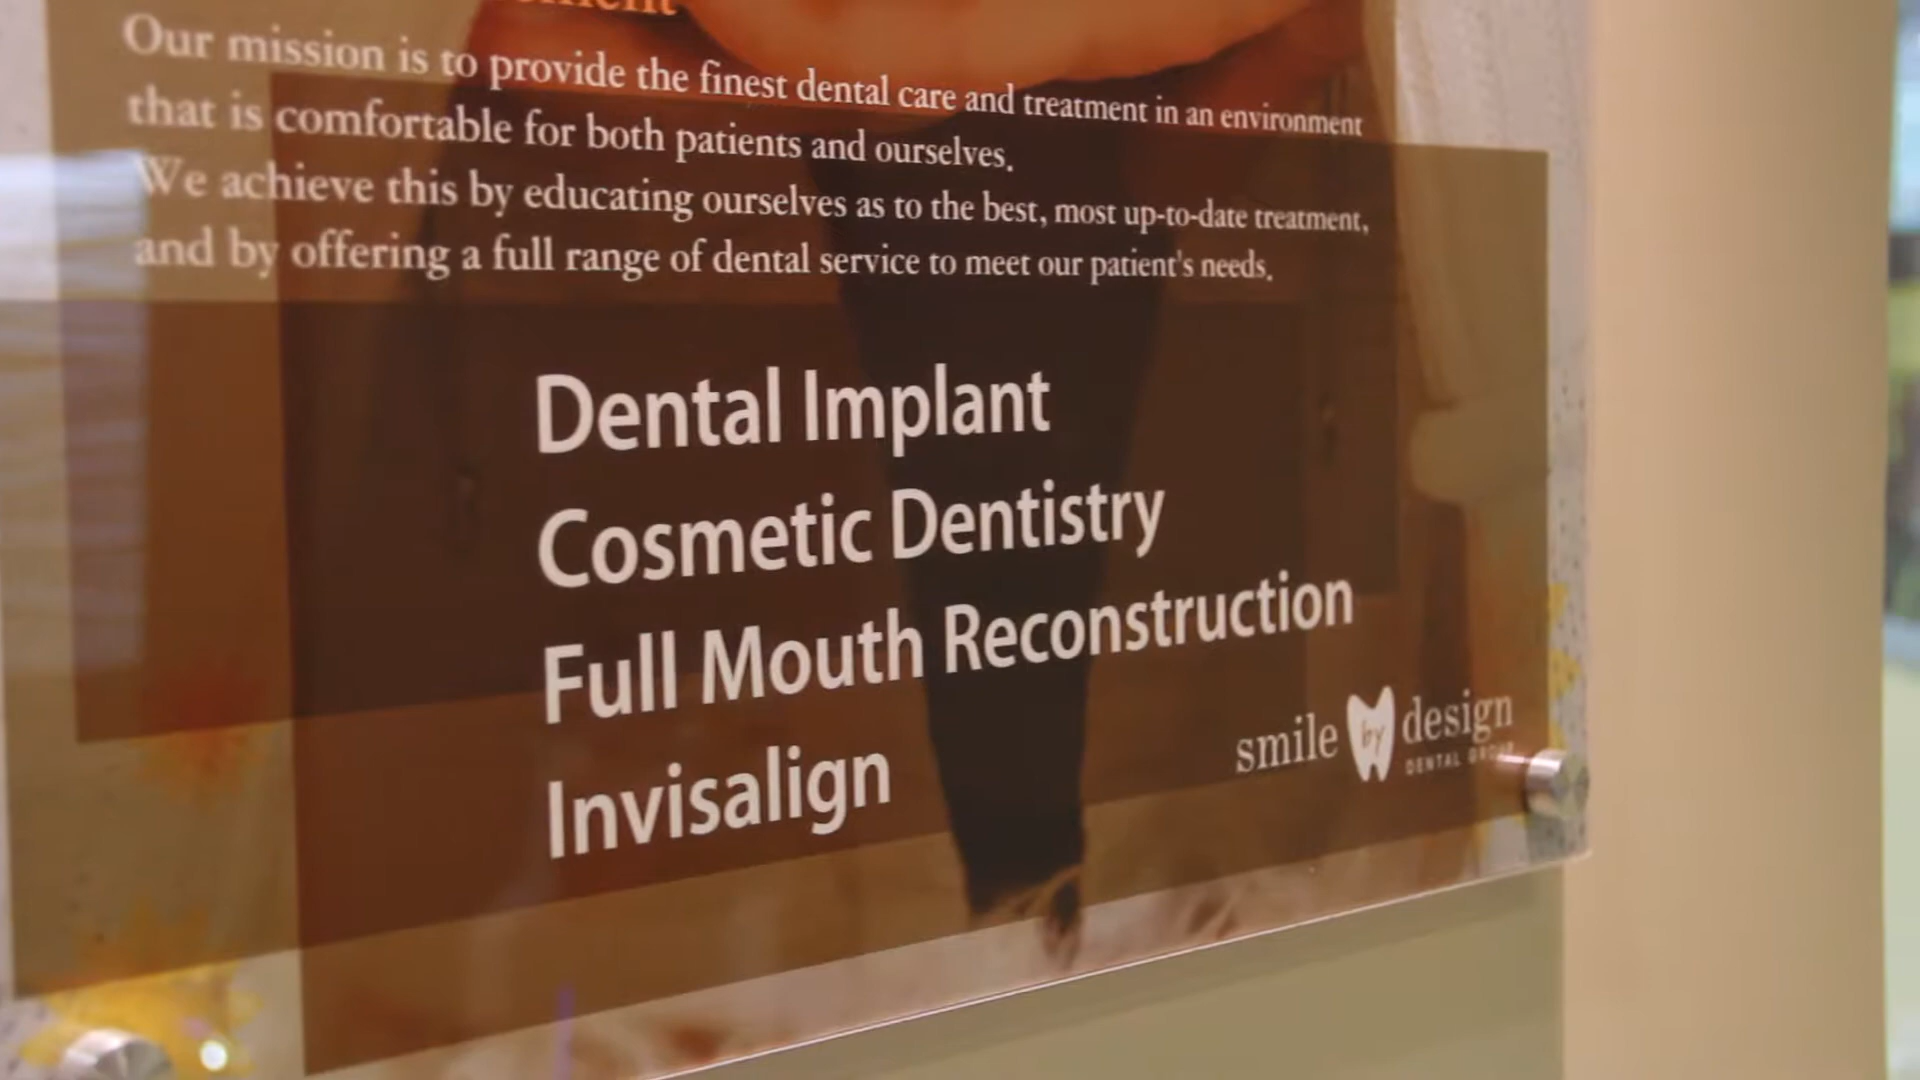 Our mission is to provide the finest dental care and treatment in an environment
that is comfortable for both patients and ourselves.
We achieve this by educating ourselves as to the best, most up-to-date treatment,
and by offering a full range of dental service to meet our patient's needs.
Dental Implant
Cosmetic Dentistry
Full Mouth Reconstruction
Invisalign
smile by design
DENTAL